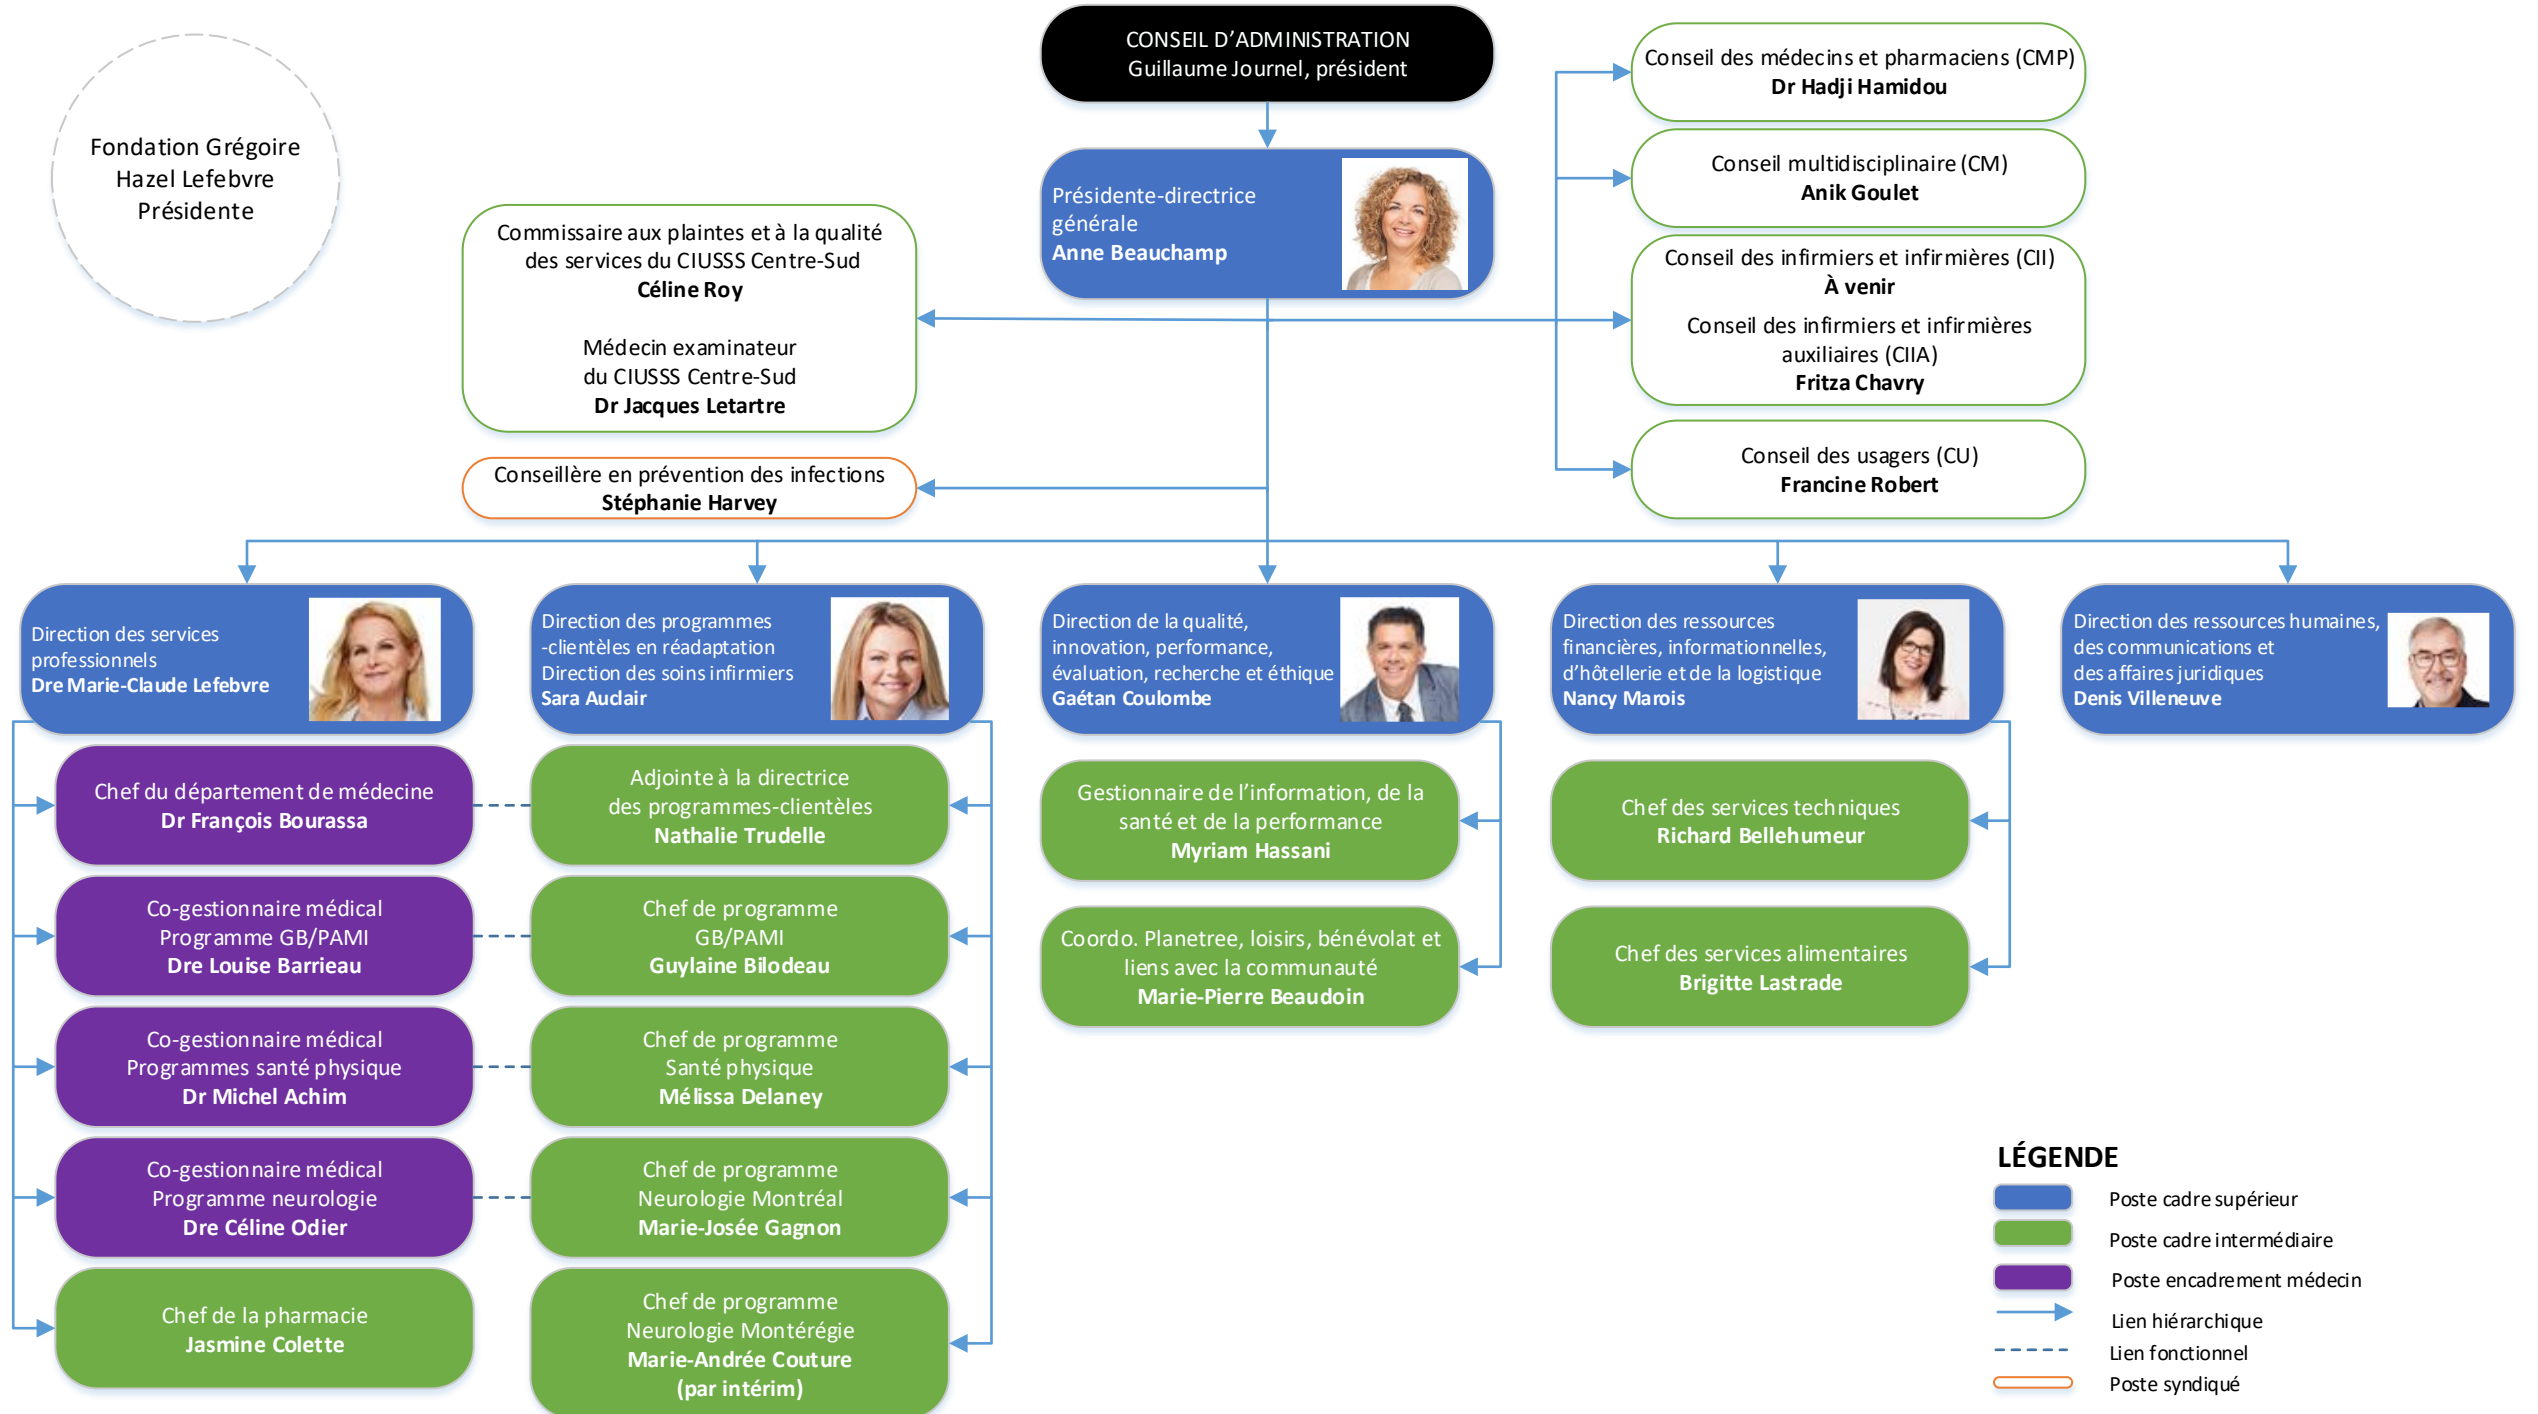 CONSEIL D’ADMINISTRATION
Guillaume Journel, président
Fondation Grégoire
Hazel Lefebvre
Présidente
Présidente-directrice
générale
Anne Beauchamp
Conseil des médecins et pharmaciens (CMP)
Dr Hadji Hamidou
Conseil multidisciplinaire (CM)
Anik Goulet
Conseil des infirmiers et infirmières (CII)
À venir
Conseil des infirmiers et infirmières
auxiliaires (CIIA)
Fritza Chavry
Conseil des usagers (CU)
Francine Robert
Commissaire aux plaintes et à la qualité
des services du CIUSSS Centre-Sud
Céline Roy
Médecin examinateur
du CIUSSS Centre-Sud
Dr Jacques Letartre
Conseillère en prévention des infections
Stéphanie Harvey
Direction des services
professionnels
Dre Marie-Claude Lefebvre
Chef du département de médecine
Dr François Bourassa
Co-gestionnaire médical
Programme GB/PAMI
Dre Louise Barrieau
Co-gestionnaire médical
Programmes santé physique
Dr Michel Achim
Co-gestionnaire médical
Programme neurologie
Dre Céline Odier
Chef de la pharmacie
Jasmine Colette
Direction des programmes
-clientèles en réadaptation
Direction des soins infirmiers
Sara Auclair
Adjointe à la directrice
des programmes-clientèles
Nathalie Trudelle
Chef de programme
GB/PAMI
Guylaine Bilodeau
Chef de programme
Santé physique
Mélissa Delaney
Chef de programme
Neurologie Montréal
Marie-Josée Gagnon
Chef de programme
Neurologie Montérégie
Marie-Andrée Couture
(par intérim)
Direction de la qualité,
innovation, performance,
évaluation, recherche et éthique
Gaétan Coulombe
Gestionnaire de l’information, de la
santé et de la performance
Myriam Hassani
Coordo. Planetree, loisirs, bénévolat et
liens avec la communauté
Marie-Pierre Beaudoin
Direction des ressources
financières, informationnelles,
d’hôtellerie et de la logistique
Nancy Marois
Chef des services techniques
Richard Bellehumeur
Chef des services alimentaires
Brigitte Lastrade
Direction des ressources humaines,
des communications et
des affaires juridiques
Denis Villeneuve
LÉGENDE
Poste cadre supérieur
Poste cadre intermédiaire
Poste encadrement médecin
Lien hiérarchique
Lien fonctionnel
Poste syndiqué